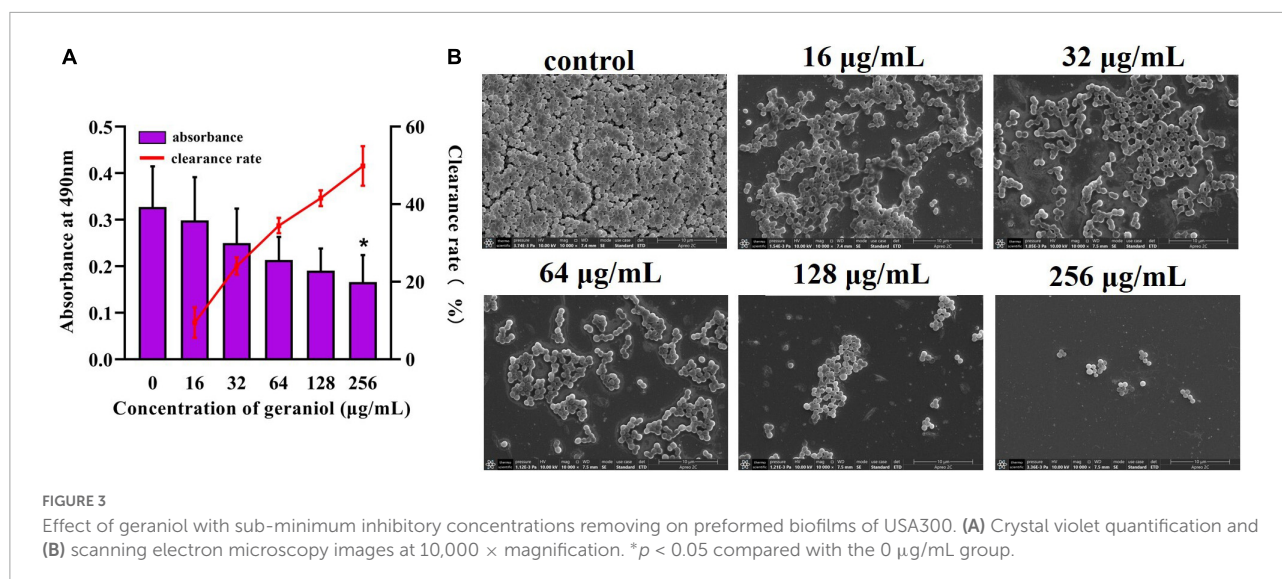 A
0.5
0.4
0.3
0.2
0.1
0.0
Absorbance at 490nm
absorbance
clearance rate
60
40
20
0
Clearance rate ( %)
*
0 16 32 64 128 256
Concentration of geraniol (μg/mL)
B
control
16 μg/mL
32 μg/mL
64 μg/mL
128 μg/mL
256 μg/mL
FIGURE 3
Effect of geraniol with sub-minimum inhibitory concentrations removing on preformed biofilms of USA300. (A) Crystal violet quantification and
(B) scanning electron microscopy images at 10,000 × magnification. *p < 0.05 compared with the 0 μg/mL group.